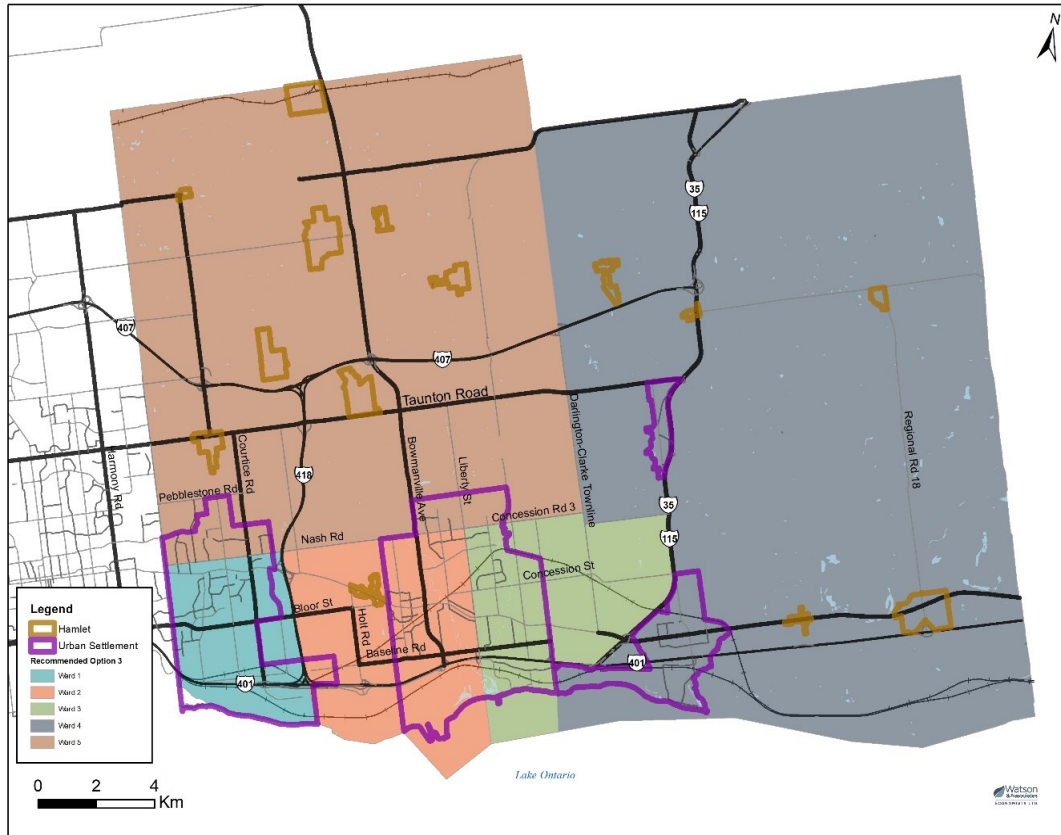 N
35
115
407
407
Taunton Road
Harmony Rd
Courtice Rd
418
Bowmanville Ave
Liberty St
Darlington-Clarke Townline
Regional Rd 18
Pebblestone Rd
Nash Rd
Concession Rd 3
35
115
Concession St
Bloor St
Holt Rd
Baseline Rd
401
401
Legend
Hamlet
Urban Settlement
Recommended Option 3
Ward 1
Ward 2
Ward 3
Ward 4
Ward 5
0 2 4
Km
Lake Ontario
Watson
& Associates
ECONOMISTS LTD.